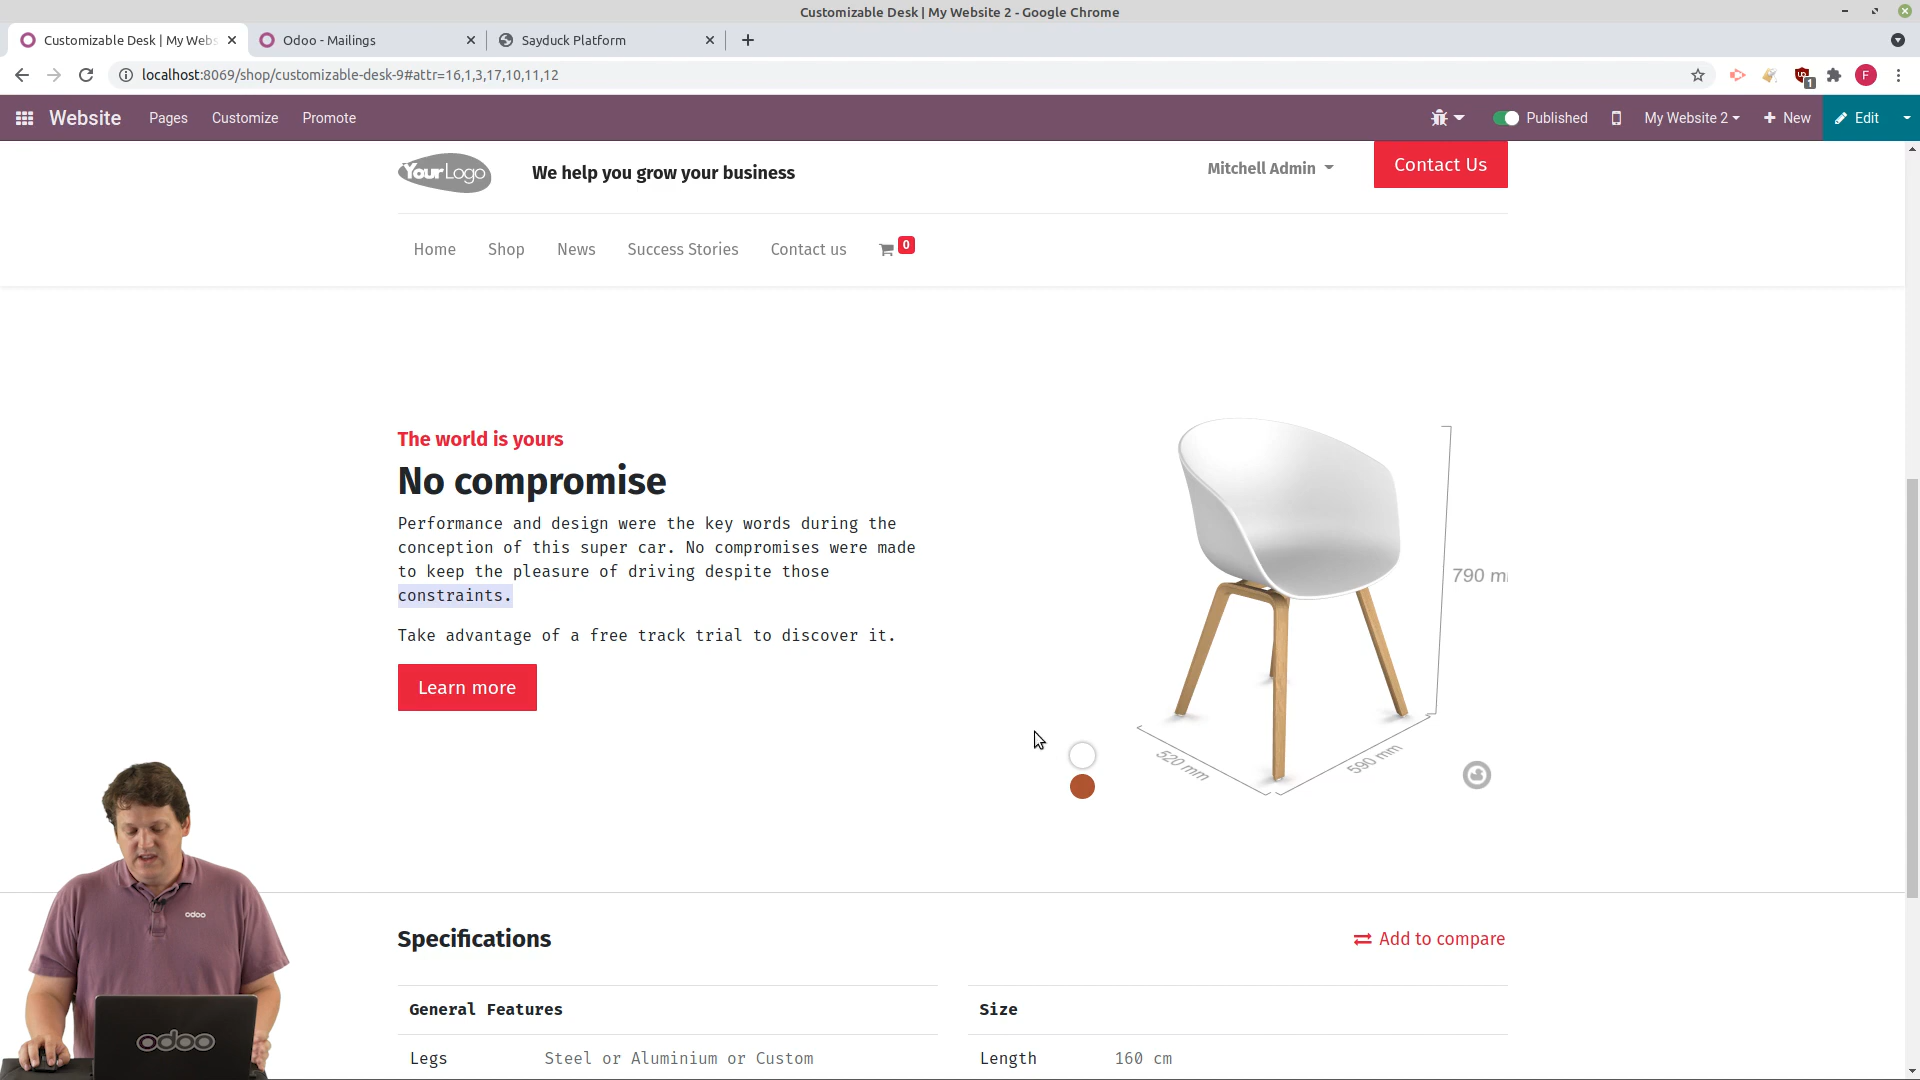 Customizable Desk | My Website 2 - Google Chrome
Customizable Desk | My Webs
Odoo - Mailings
Sayduck Platform
localhost:8069/shop/customizable-desk-9#attr=16,1,3,17,10,11,12
1
F
Website
Pages
Customize
Promote
Published
My Website 2
New
Edit
YourLogo
We help you grow your business
Mitchell Admin
Contact Us
Home
Shop
News
Success Stories
Contact us
0
The world is yours
No compromise
Performance and design were the key words during the
conception of this super car. No compromises were made
to keep the pleasure of driving despite those
constraints.
Take advantage of a free track trial to discover it.
Learn more
790 m
520 mm
590 mm
odoo
odoo
Specifications
Add to compare
General Features
Legs
Steel or Aluminium or Custom
Size
Length
160 cm